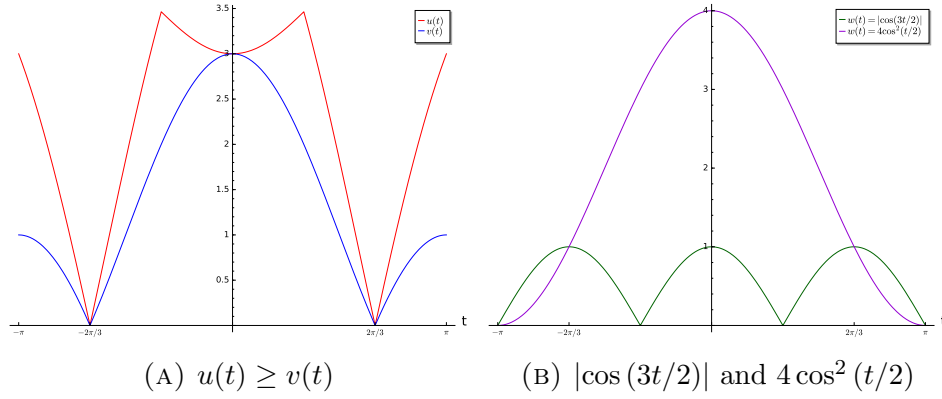 3.5
3
2.5
2
1.5
1
0.5
−π
−2π/3
2π/3
π
t
u(t)
v(t)
4
3
2
1
−π
−2π/3
2π/3
π
t
w(t) = |cos(3t/2)|
w(t) = 4cos²(t/2)
(A) u(t) ≥ v(t)
(B) |cos (3t/2)| and 4 cos² (t/2)